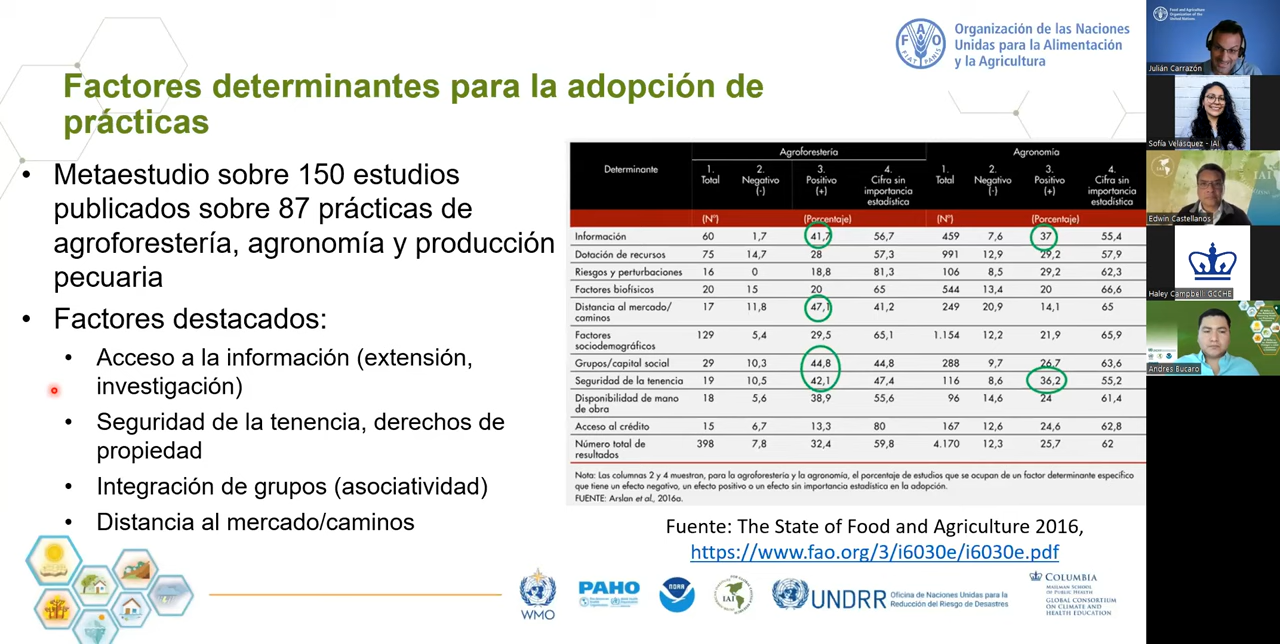 Organización de las Naciones
Unidas para la Alimentación
y la Agricultura
FAO
FIAT PANIS
Factores determinantes para la adopción de
prácticas
• Metaestudio sobre 150 estudios
publicados sobre 87 prácticas de
agroforestería, agronomía y producción
pecuaria
• Factores destacados:
• Acceso a la información (extensión,
investigación)
• Seguridad de la tenencia, derechos de
propiedad
• Integración de grupos (asociatividad)
• Distancia al mercado/caminos
Agroforestería Agronomía
Determinante 1. Total 2. Negativo (-) 3. Positivo (+) 4. Cifra sin importancia estadística 1. Total 2. Negativo (-) 3. Positivo (+) 4. Cifra sin importancia estadística
(Nº) (Porcentaje) (Nº) (Porcentaje)
Información 60 1,7 41,7 56,7 459 7,6 37 55,4
Dotación de recursos 75 14,7 28 57,3 991 12,9 29,2 57,9
Riesgos y perturbaciones 16 0 18,8 81,3 106 8,5 29,2 62,3
Factores biofísicos 20 15 20 65 544 13,4 20 66,6
Distancia al mercado/
caminos 17 11,8 47,1 41,2 249 20,9 14,1 65
Factores
sociodemográficos 129 5,4 29,5 65,1 1.154 12,2 21,9 65,9
Grupos/capital social 29 10,3 44,8 44,8 288 9,7 26,7 63,6
Seguridad de la tenencia 19 10,5 42,1 47,4 116 8,6 36,2 55,2
Disponibilidad de mano
de obra 18 5,6 38,9 55,6 96 14,6 24 61,4
Acceso al crédito 15 6,7 13,3 80 167 12,6 24,6 62,8
Número total de
resultados 398 7,8 32,4 59,8 4.170 12,3 25,7 62
Nota: Las columnas 2 y 4 muestran, para la agroforestería y la agronomía, el porcentaje de estudios que se ocupan de un factor determinante específico
que tiene un efecto negativo, un efecto positivo o un efecto sin importancia estadística en la adopción.
FUENTE: Arslan et al., 2016a.
Fuente: The State of Food and Agriculture 2016,
https://www.fao.org/3/i6030e/i6030e.pdf
WMO
PAHO
NOAA
IAI
UNDRR
Oficina de Naciones Unidas para la
Reducción del Riesgo de Desastres
COLUMBIA
MAILMAN SCHOOL
OF PUBLIC HEALTH
GLOBAL CONSORTIUM
ON CLIMATE AND
HEALTH EDUCATION
Food and Agriculture
Organization of the
United Nations
Julián Carrazón
Sofía Velásquez - IAI
IAI
Edwin Castellanos
Haley Campbell, GCCHE
Andres Bucaro